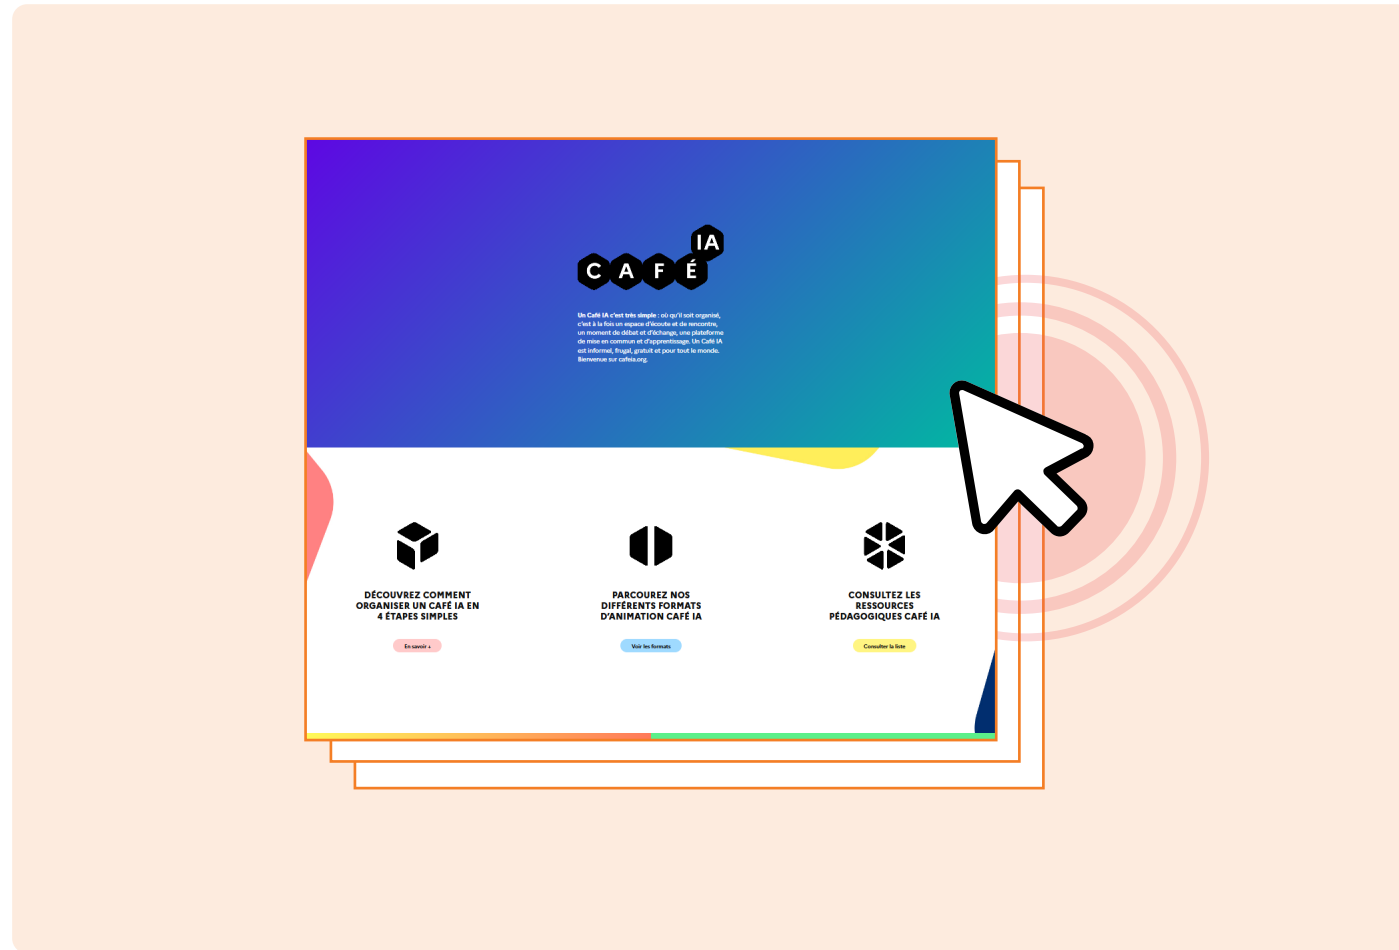 IA
CAFÉ
Un Café IA c'est très simple : où qu'il soit organisé,
c'est à la fois un espace d'écoute et de rencontre,
un moment de débat et d'échange, une plateforme
de mise en commun et d'apprentissage. Un Café IA
est informel, frugal, gratuit et pour tout le monde.
Bienvenue sur cafeia.org.
DÉCOUVREZ COMMENT
ORGANISER UN CAFÉ IA EN
4 ÉTAPES SIMPLES
En savoir +
PARCOUREZ NOS
DIFFÉRENTS FORMATS
D'ANIMATION CAFÉ IA
Voir les formats
CONSULTEZ LES
RESSOURCES
PÉDAGOGIQUES CAFÉ IA
Consulter la liste